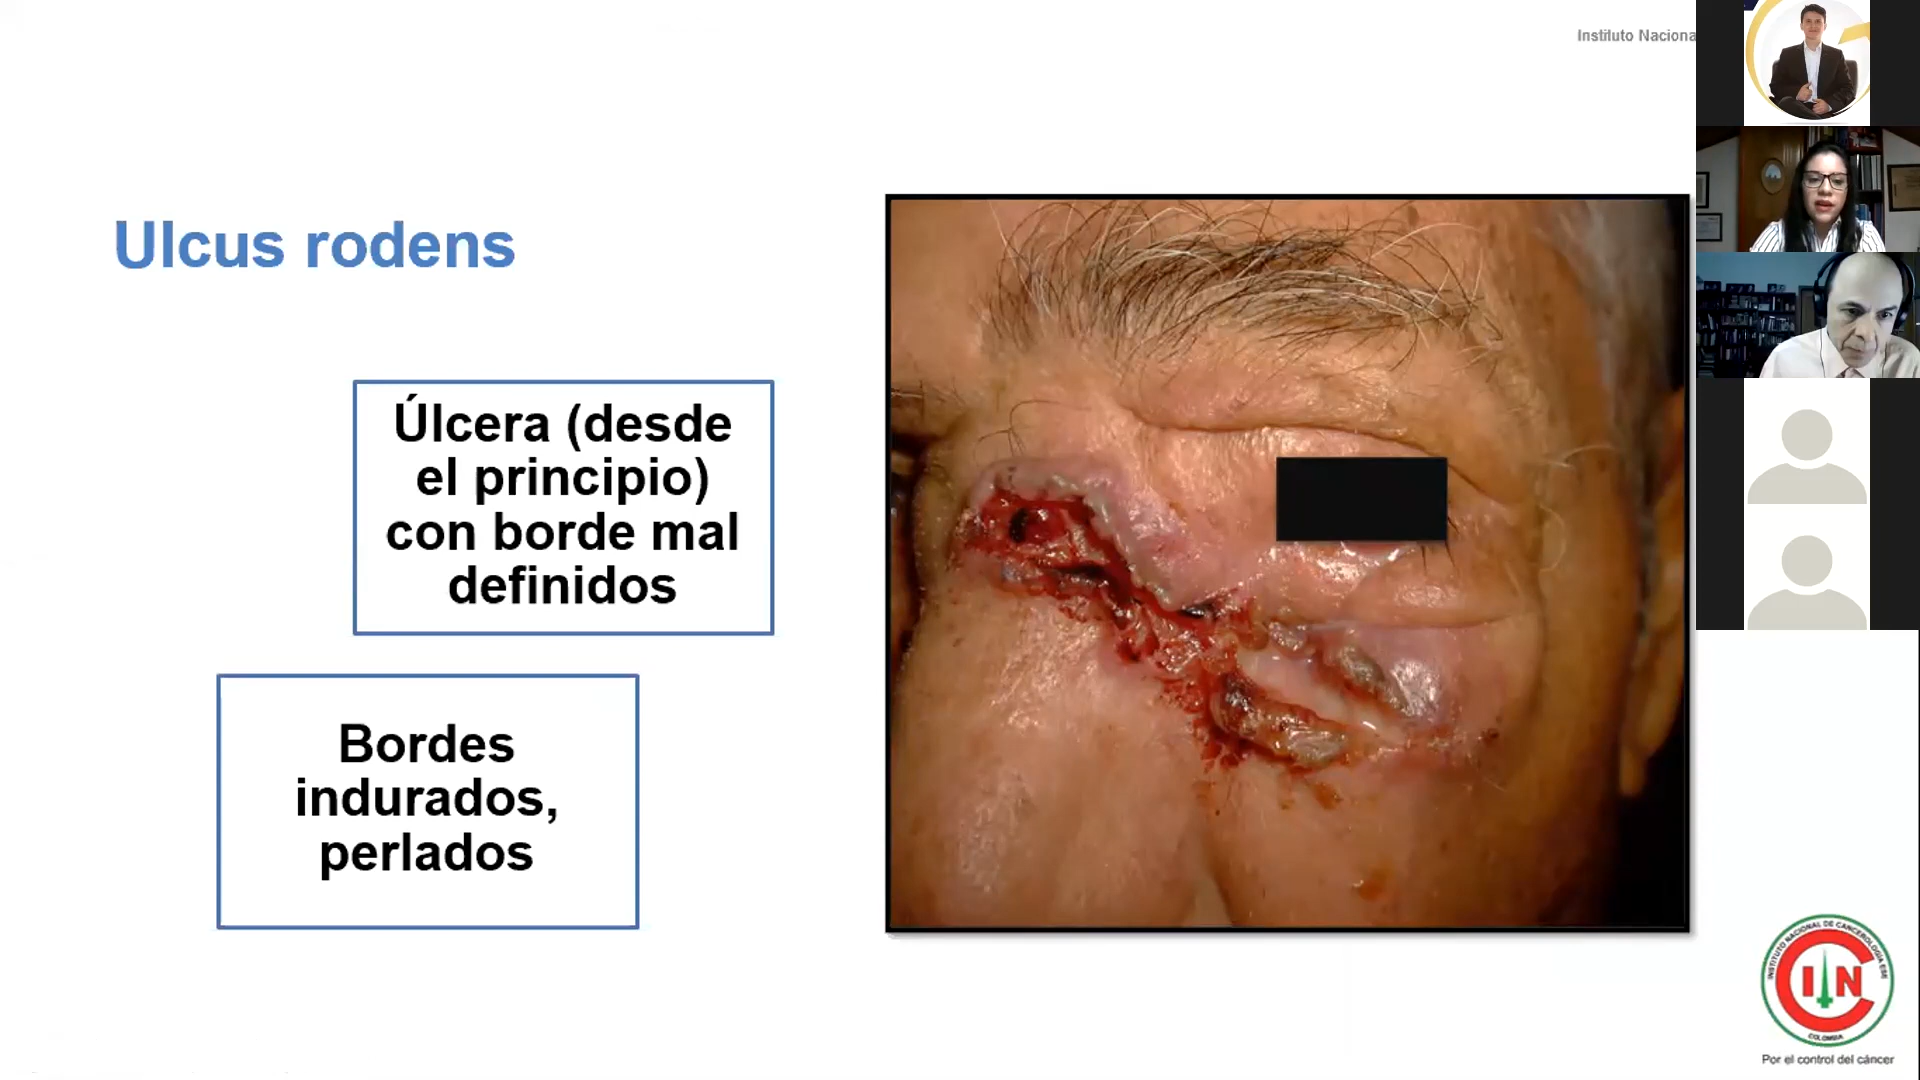 Instituto Naciona
Ulcus rodens
Úlcera (desde
el principio)
con borde mal
definidos
Bordes
indurados,
perlados
INSTITUTO NACIONAL DE CANCEROLOGÍA ESE
IN
COLOMBIA
Por el control del cáncer